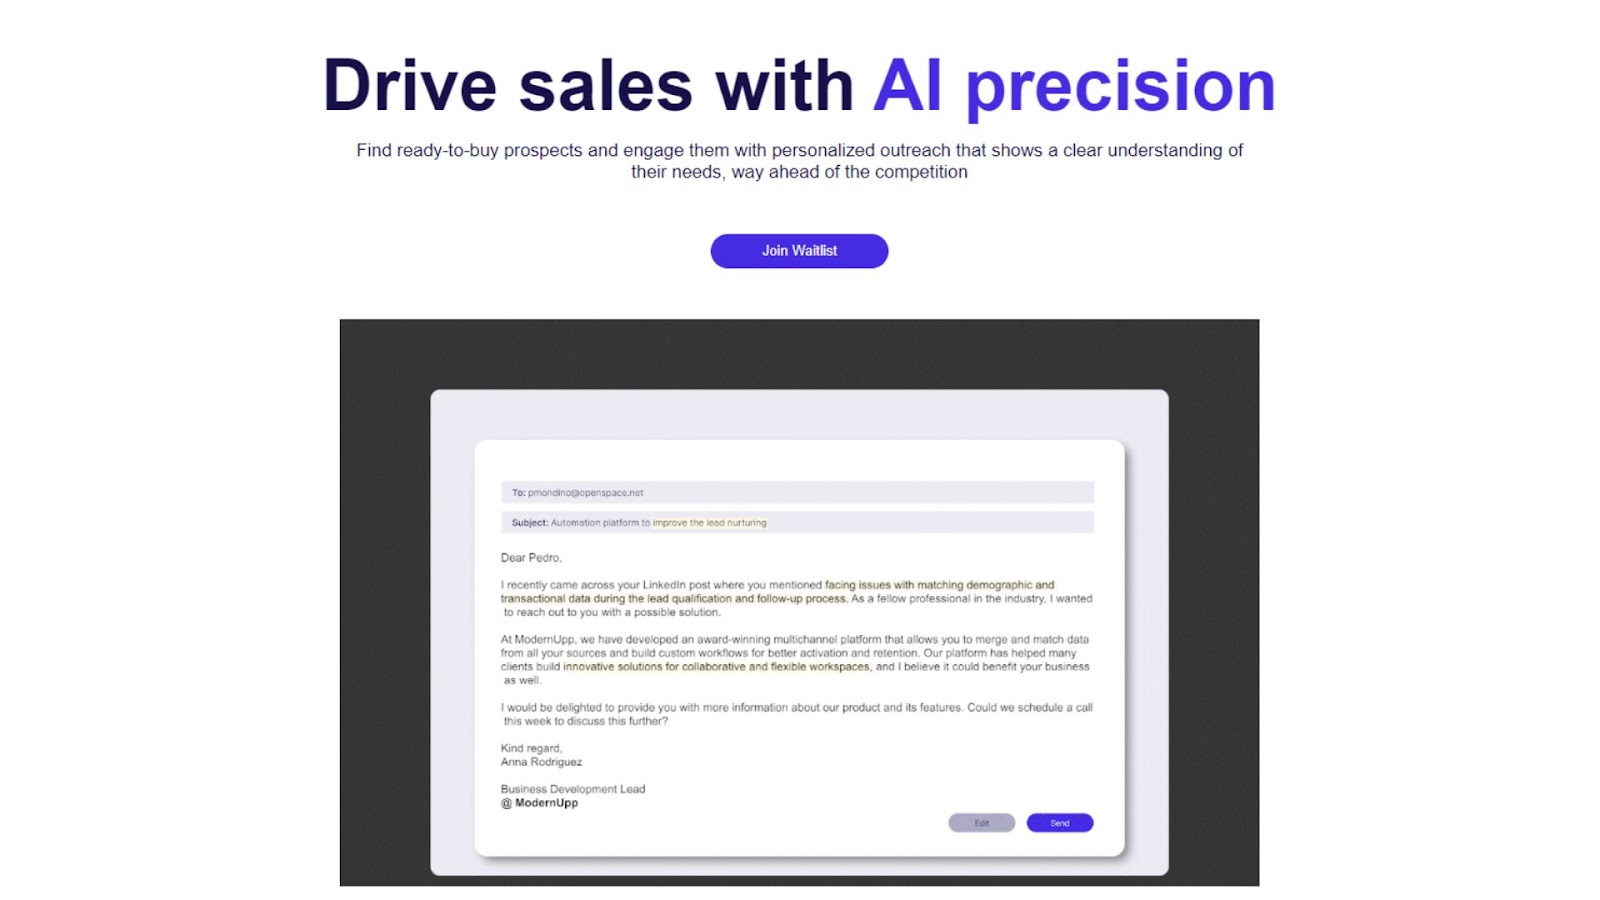 Drive sales with AI precision
Find ready-to-buy prospects and engage them with personalized outreach that shows a clear understanding of
their needs, way ahead of the competition
Join Waitlist
To: pmondino@openspace.net
Subject: Automation platform to improve the lead nurturing
Dear Pedro,
I recently came across your LinkedIn post where you mentioned facing issues with matching demographic and
transactional data during the lead qualification and follow-up process. As a fellow professional in the industry, I wanted
to reach out to you with a possible solution.
At ModernUpp, we have developed an award-winning multichannel platform that allows you to merge and match data
from all your sources and build custom workflows for better activation and retention. Our platform has helped many
clients build innovative solutions for collaborative and flexible workspaces, and I believe it could benefit your business
as well.
I would be delighted to provide you with more information about our product and its features. Could we schedule a call
this week to discuss this further?
Kind regard,
Anna Rodriguez
Business Development Lead
@ ModernUpp
Edit
Send